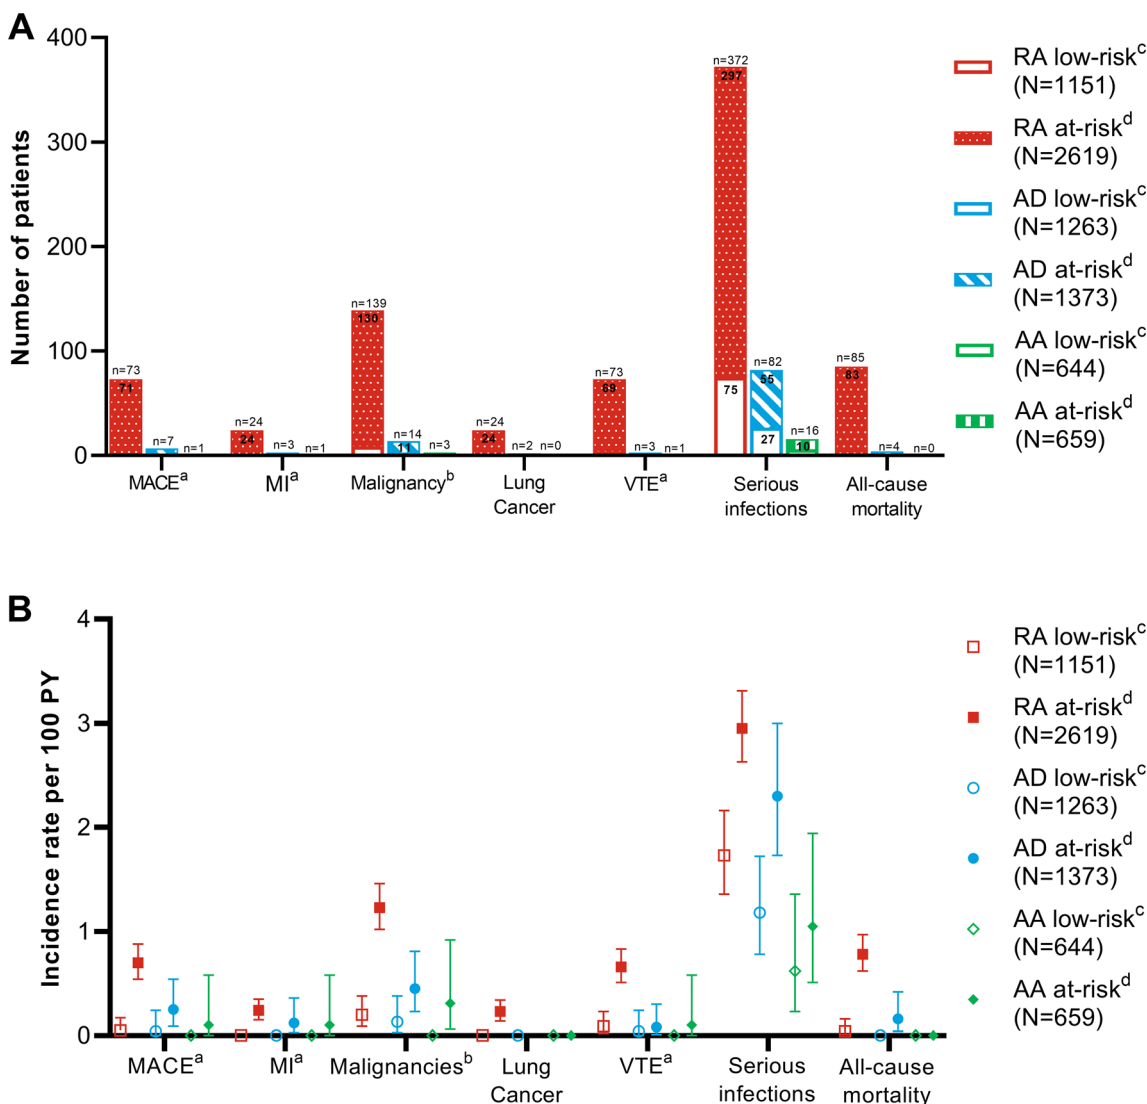 A
Number of patients
400
300
200
100
0
n=73
71
n=7
n=1
n=24
24
n=3
n=1
n=139
130
n=14
11
n=3
n=24
24
n=2
n=0
n=73
69
n=3
n=1
n=372
297
75
n=82
55
27
n=16
10
n=85
83
n=4
n=0
MACEa
MIa
Malignancyb
Lung
Cancer
VTEa
Serious
infections
All-cause
mortality
RA low-riskc
(N=1151)
RA at-riskd
(N=2619)
AD low-riskc
(N=1263)
AD at-riskd
(N=1373)
AA low-riskc
(N=644)
AA at-riskd
(N=659)
B
Incidence rate per 100 PY
4
3
2
1
0
MACEa
MIa
Malignanciesb
Lung
Cancer
VTEa
Serious
infections
All-cause
mortality
RA low-riskc
(N=1151)
RA at-riskd
(N=2619)
AD low-riskc
(N=1263)
AD at-riskd
(N=1373)
AA low-riskc
(N=644)
AA at-riskd
(N=659)